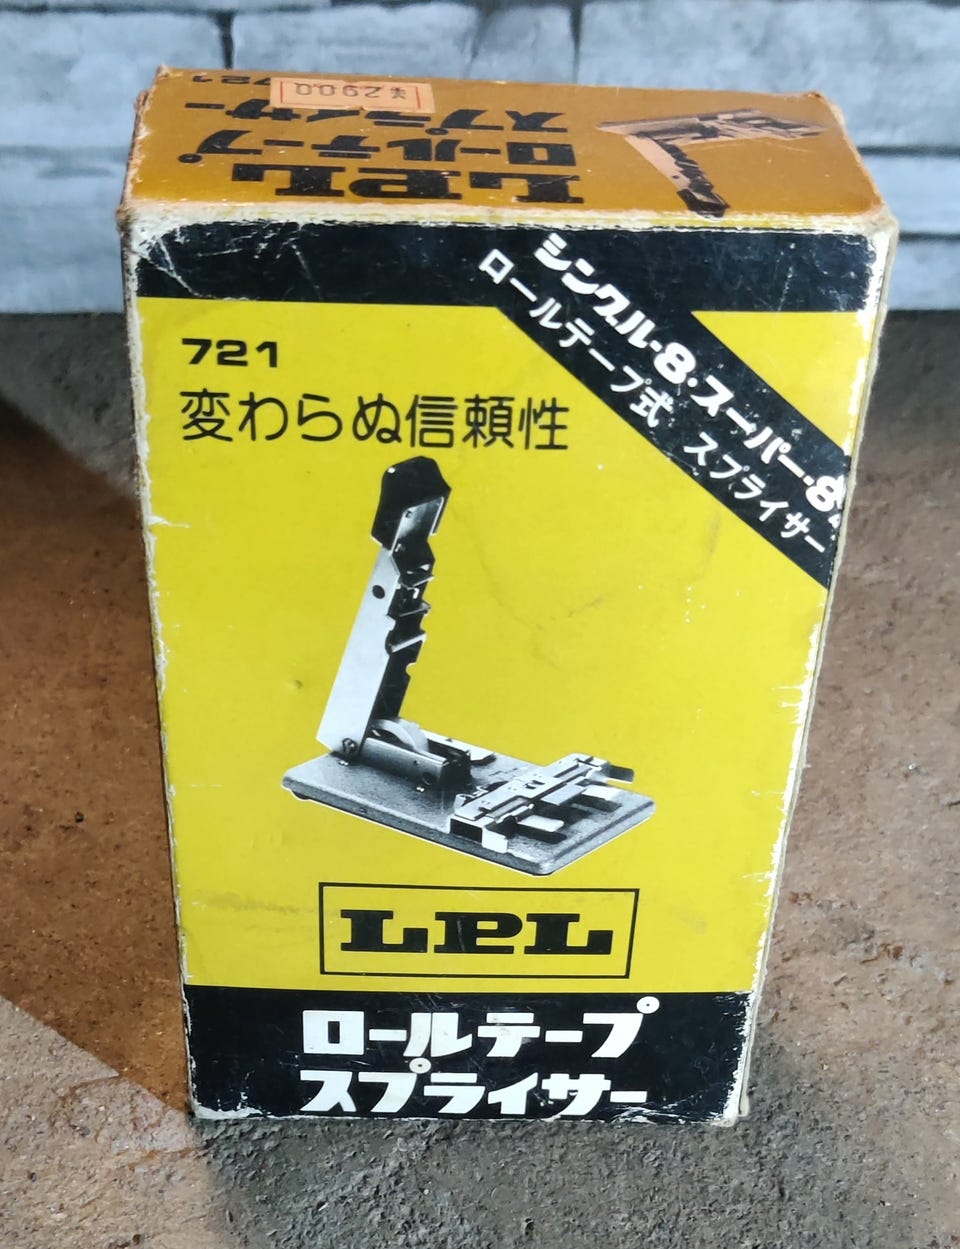 721
¥2900
LPL
ロールテープ
スプライサー
シングル-8・スーパー-8
ロールテープ式 スプライサー
721
変わらぬ信頼性
LPL
ロールテープ
スプライサー